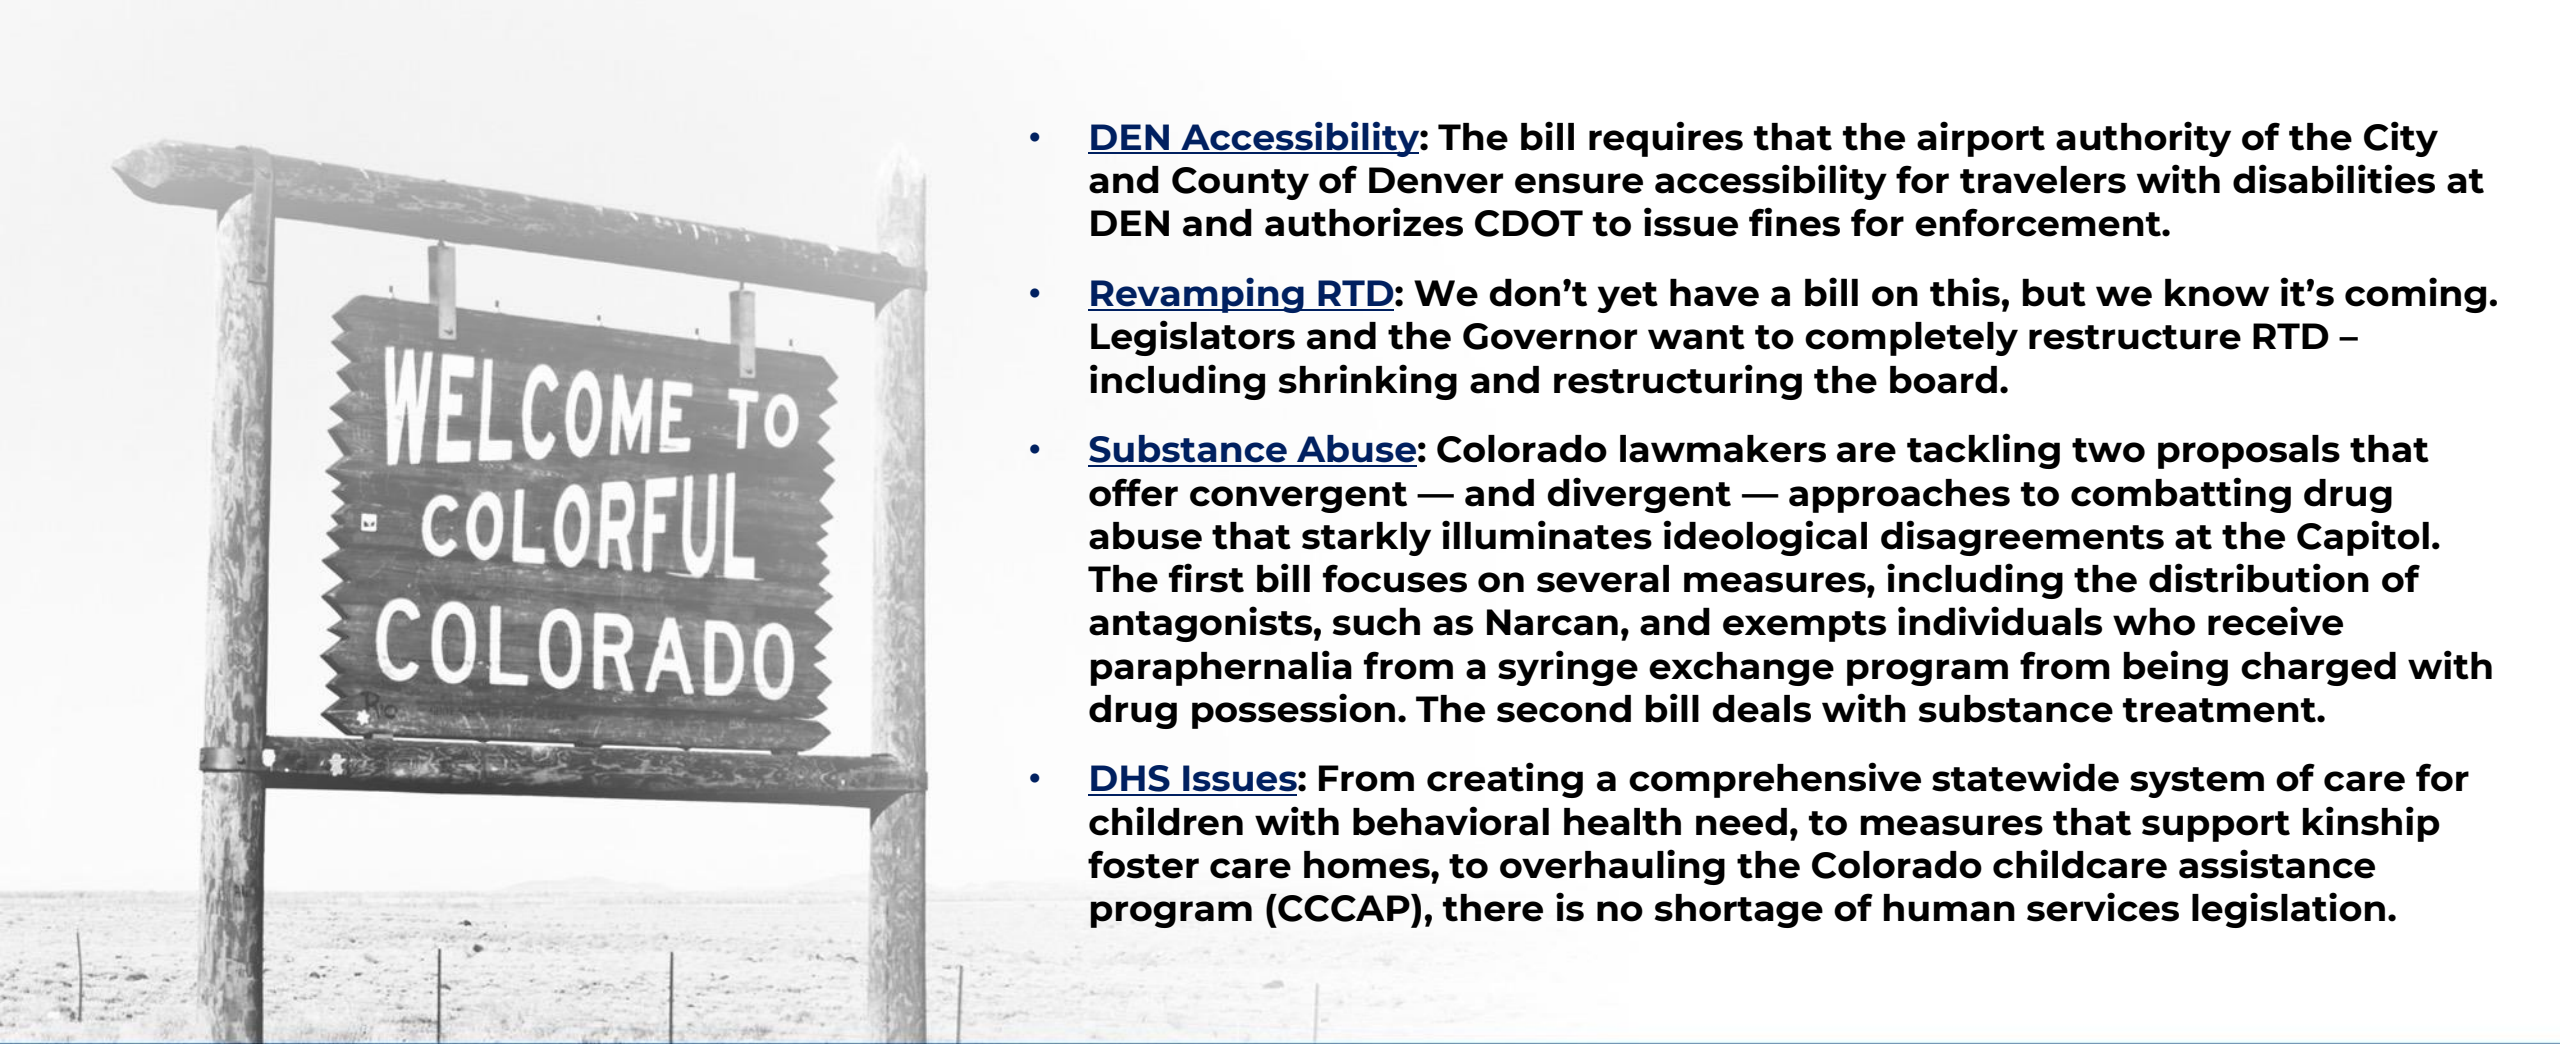 WELCOME TO
COLORFUL
COLORADO
• DEN Accessibility: The bill requires that the airport authority of the City
and County of Denver ensure accessibility for travelers with disabilities at
DEN and authorizes CDOT to issue fines for enforcement.
• Revamping RTD: We don’t yet have a bill on this, but we know it’s coming.
Legislators and the Governor want to completely restructure RTD –
including shrinking and restructuring the board.
• Substance Abuse: Colorado lawmakers are tackling two proposals that
offer convergent — and divergent — approaches to combatting drug
abuse that starkly illuminates ideological disagreements at the Capitol.
The first bill focuses on several measures, including the distribution of
antagonists, such as Narcan, and exempts individuals who receive
paraphernalia from a syringe exchange program from being charged with
drug possession. The second bill deals with substance treatment.
• DHS Issues: From creating a comprehensive statewide system of care for
children with behavioral health need, to measures that support kinship
foster care homes, to overhauling the Colorado childcare assistance
program (CCCAP), there is no shortage of human services legislation.